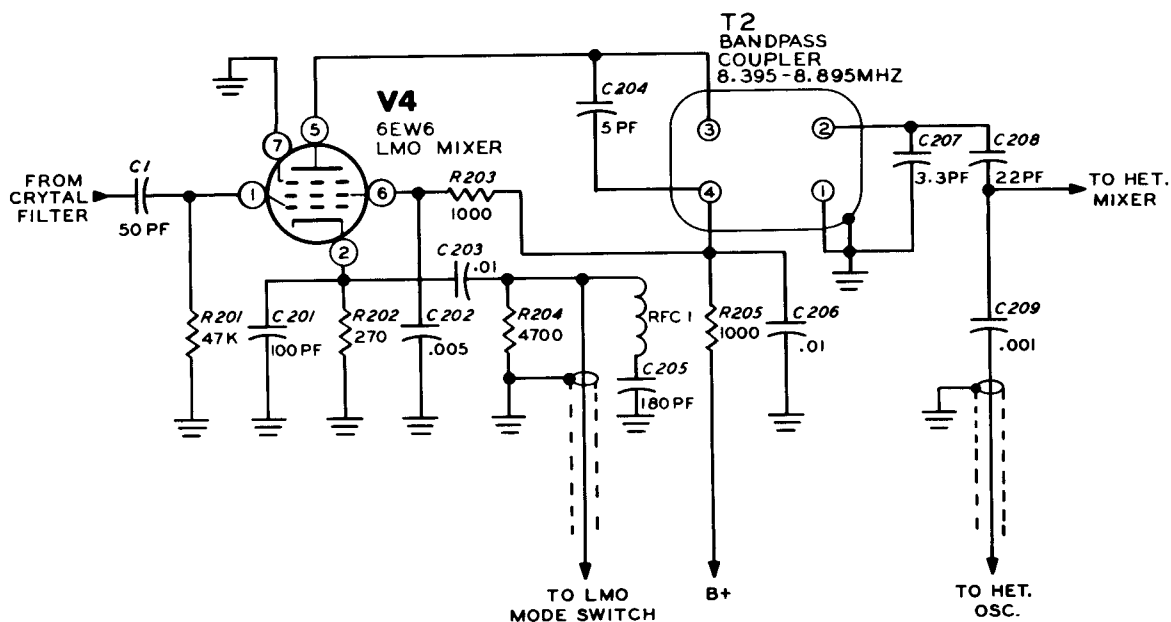 T2
BANDPASS
COUPLER
8.395-8.895MHZ
C204
5 PF
V4
6EW6
LMO MIXER
5
7
1
6
2
3
2
4
1
C207
3.3PF
C208
22PF
C1
50 PF
FROM
CRYTAL
FILTER
R203
1000
TO HET.
MIXER
C203
.01
R201
47K
C201
100PF
R202
270
C202
.005
R204
4700
RFC 1
C205
180PF
R205
1000
C206
.01
C209
.001
TO LMO
MODE SWITCH
B+
TO HET.
OSC.